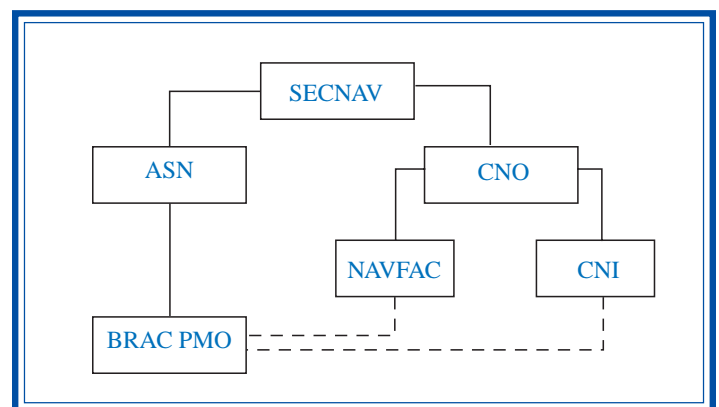 SECNAV
ASN
CNO
NAVFAC
CNI
BRAC PMO